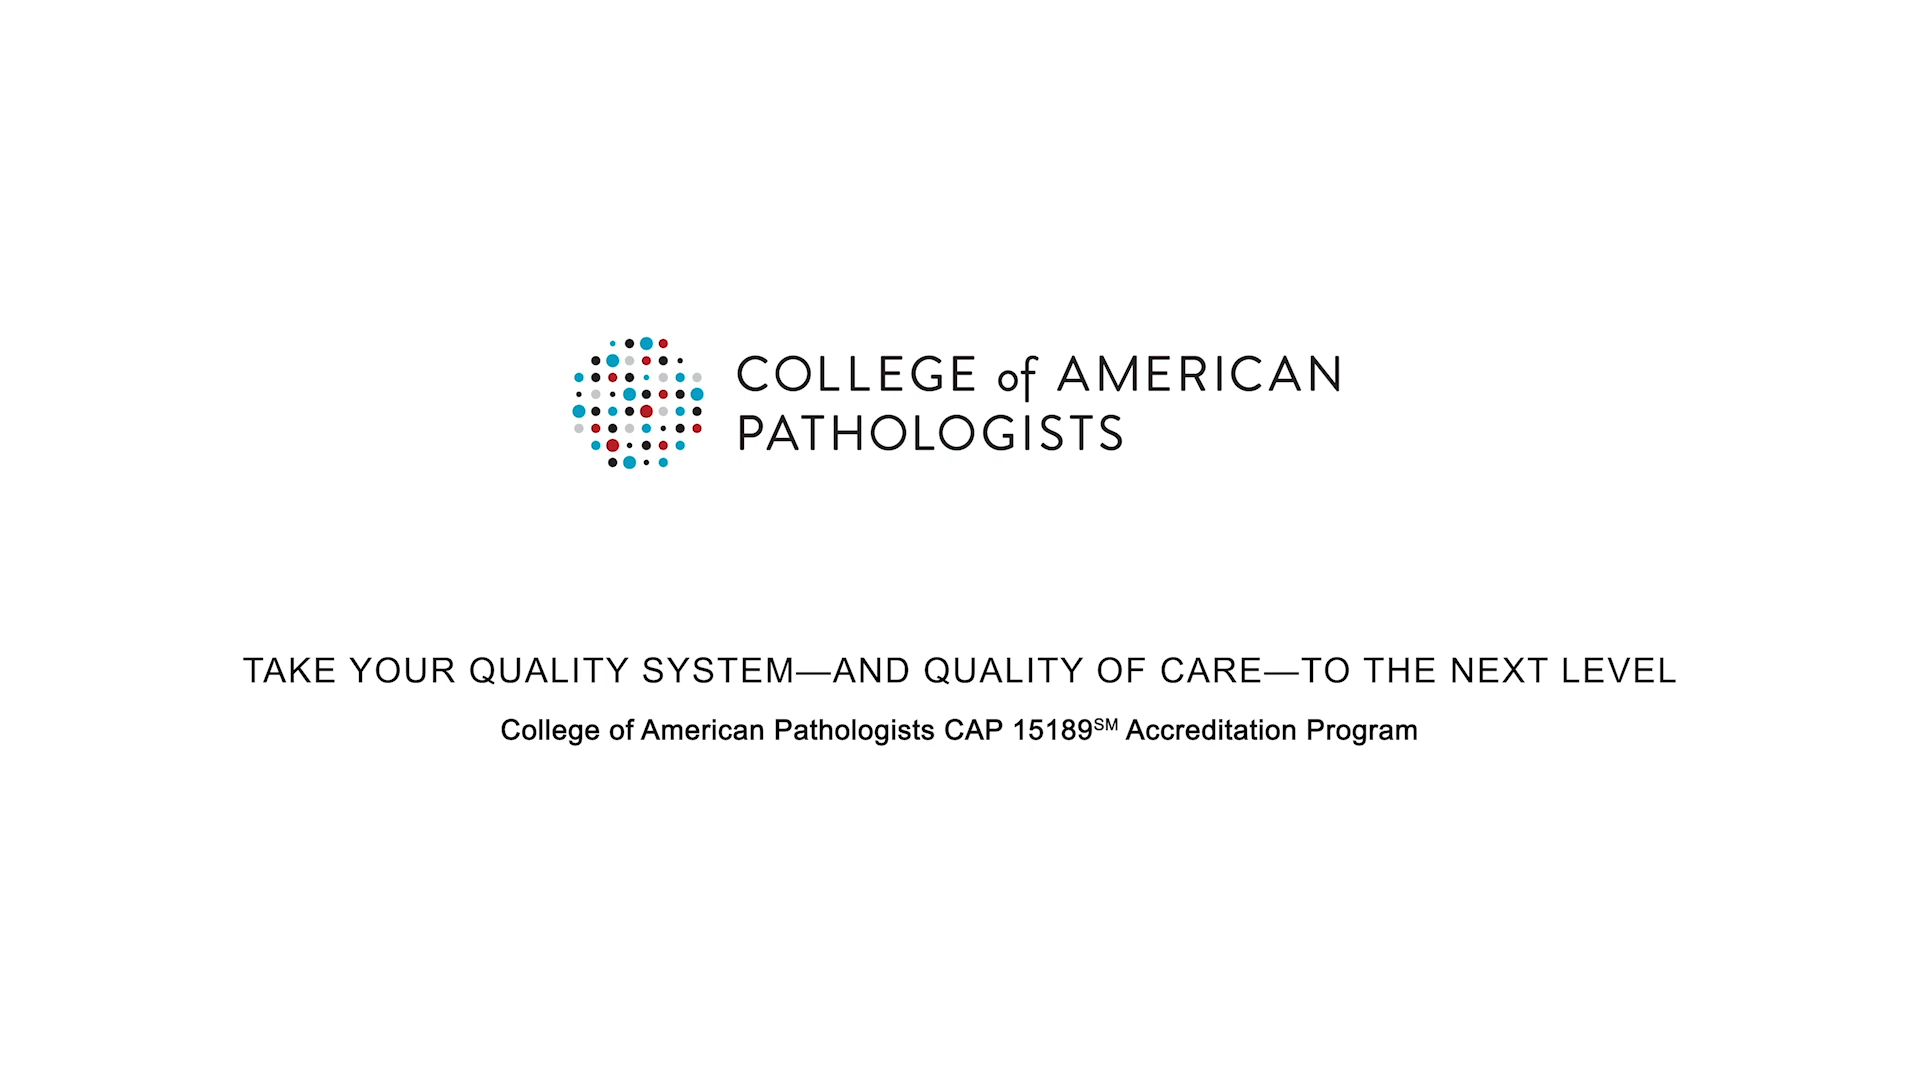 COLLEGE of AMERICAN
PATHOLOGISTS
TAKE YOUR QUALITY SYSTEM—AND QUALITY OF CARE—TO THE NEXT LEVEL
College of American Pathologists CAP 15189℠ Accreditation Program